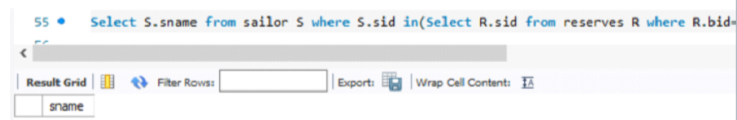 55 Select S.sname from sailor S where S.sid in(Select R.sid from reserves R where R.bid=
Result Grid Filter Rows: Export: Wrap Cell Content: IA
sname